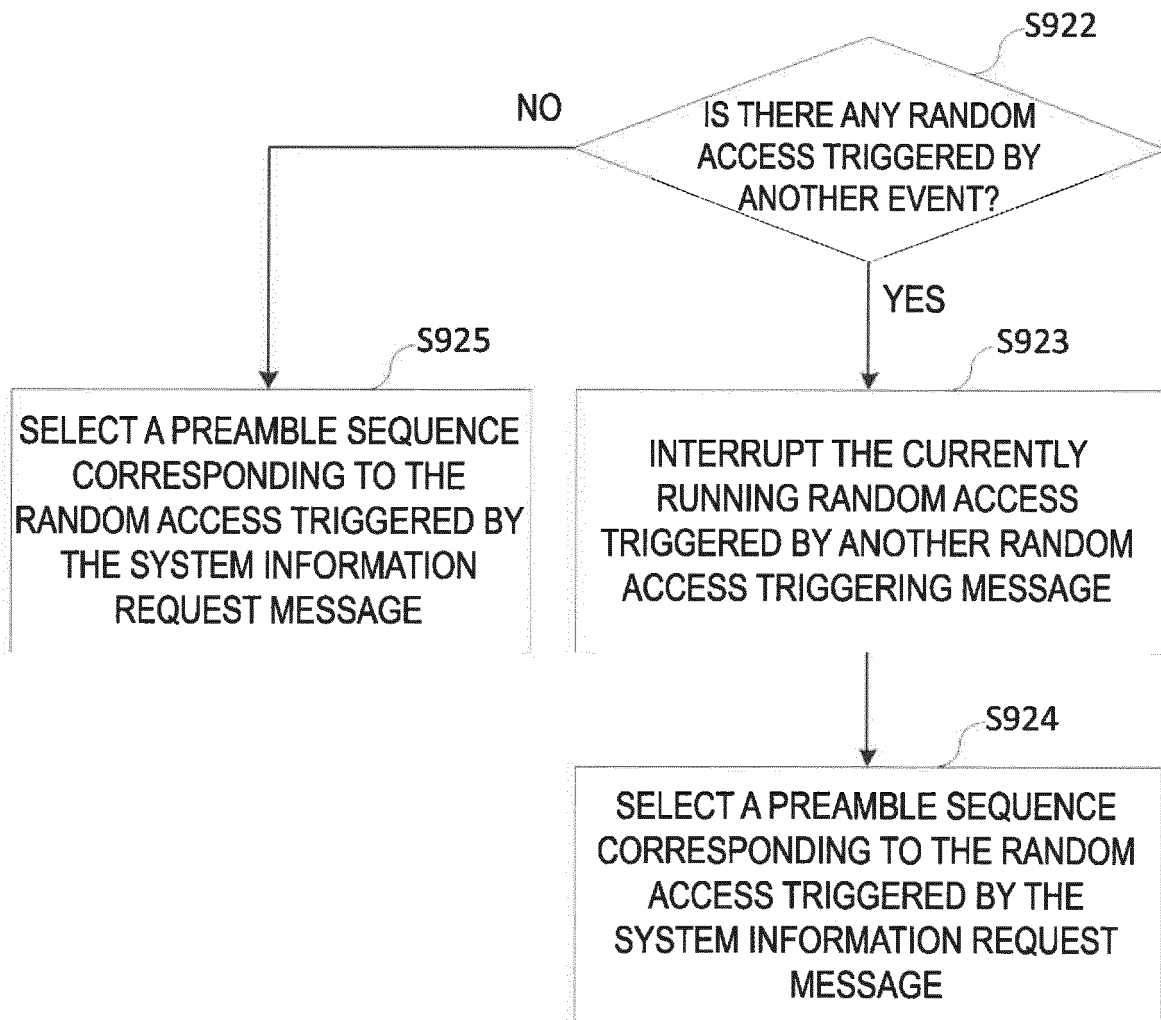 S922
NO
IS THERE ANY RANDOM
ACCESS TRIGGERED BY
ANOTHER EVENT?
YES
S925
S923
SELECT A PREAMBLE SEQUENCE
CORRESPONDING TO THE
RANDOM ACCESS TRIGGERED BY
THE SYSTEM INFORMATION
REQUEST MESSAGE
INTERRUPT THE CURRENTLY
RUNNING RANDOM ACCESS
TRIGGERED BY ANOTHER RANDOM
ACCESS TRIGGERING MESSAGE
S924
SELECT A PREAMBLE SEQUENCE
CORRESPONDING TO THE RANDOM
ACCESS TRIGGERED BY THE
SYSTEM INFORMATION REQUEST
MESSAGE